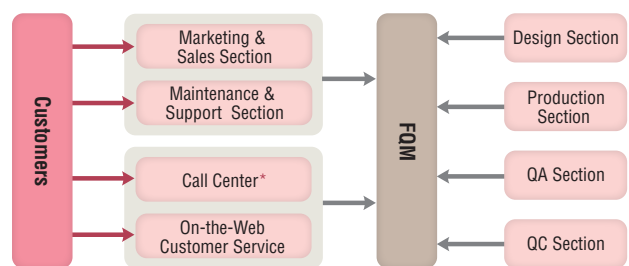 Customers
Marketing &
Sales Section
Maintenance &
Support Section
Call Center*
On-the-Web
Customer Service
FQM
Design Section
Production
Section
QA Section
QC Section